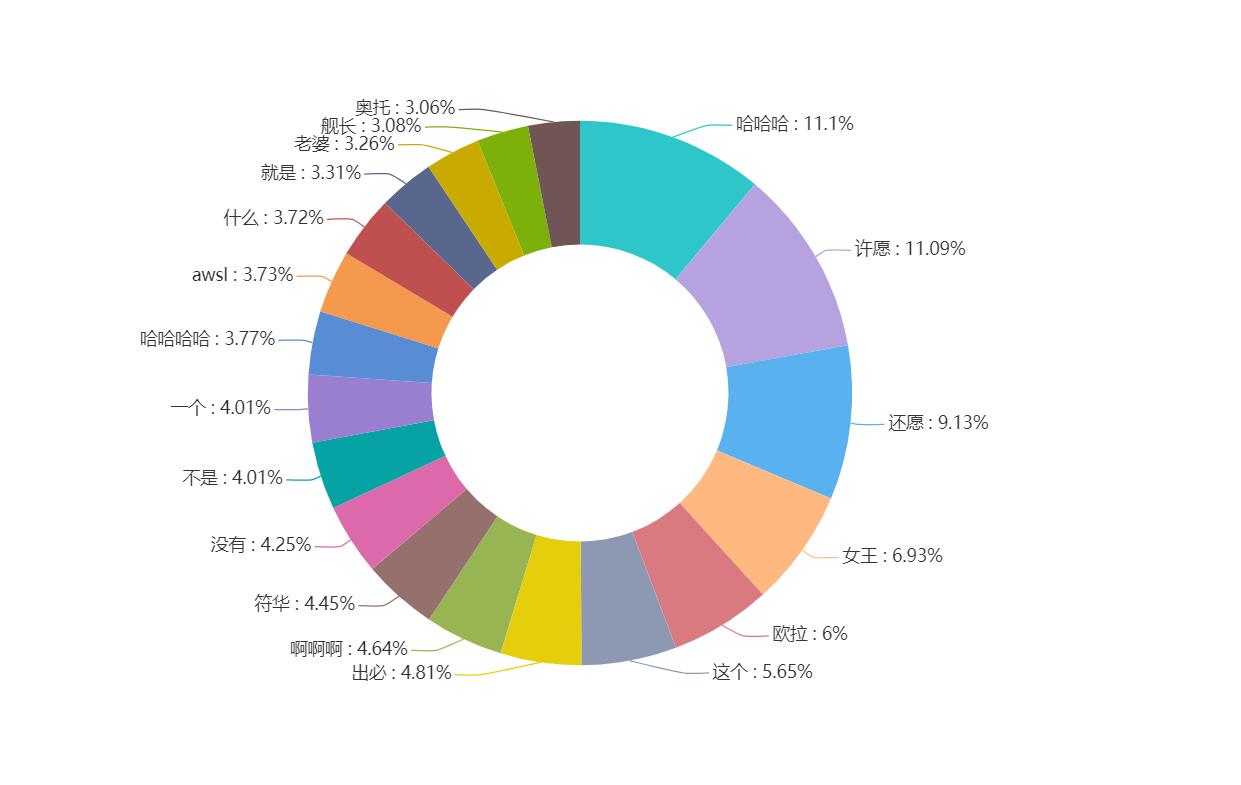 哈哈哈 : 11.1%
许愿 : 11.09%
还愿 : 9.13%
女王 : 6.93%
欧拉 : 6%
这个 : 5.65%
出必 : 4.81%
啊啊啊 : 4.64%
符华 : 4.45%
没有 : 4.25%
不是 : 4.01%
一个 : 4.01%
哈哈哈哈 : 3.77%
awsl : 3.73%
什么 : 3.72%
就是 : 3.31%
老婆 : 3.26%
舰长 : 3.08%
奥托 : 3.06%